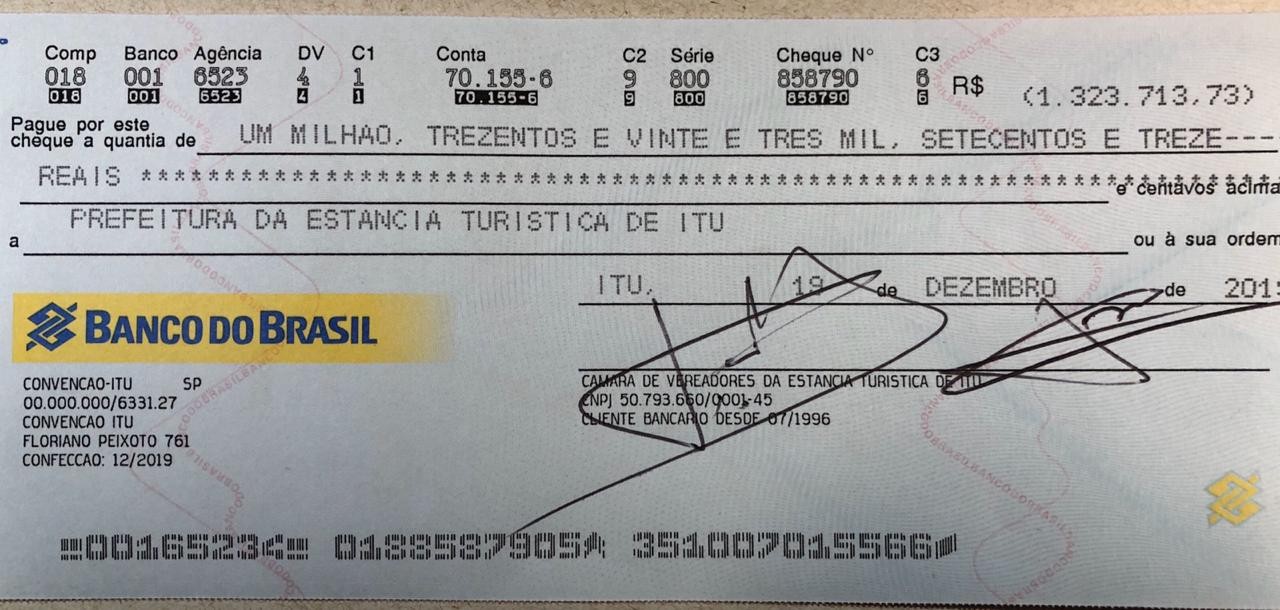 Comp Banco Agência DV C1 Conta C2 Série Cheque Nº C3
018 001 6523 4 1 70.155-6 9 800 858790 6 R$ (1.323.713,73)
018 001 6523 4 1 70.155-6 9 800 858790 6
Pague por este
cheque a quantia de UM MILHAO, TREZENTOS E VINTE E TRES MIL, SETECENTOS E TREZE---
REAIS ****************************************************************** e centavos acima
PREFEITURA DA ESTANCIA TURISTICA DE ITU
a ou à sua ordem
ITU, 19 de DEZEMBRO de
BANCO DO BRASIL
CONVENCAO-ITU SP
00.000.000/6331.27
CONVENCAO ITU
FLORIANO PEIXOTO 761
CONFECCAO: 12/2019
CAMARA DE VEREADORES DA ESTANCIA TURISTICA DE ITU
CNPJ 50.793.660/0001-45
CLIENTE BANCARIO DESDE 07/1996
00165234 0188587905 351007015566